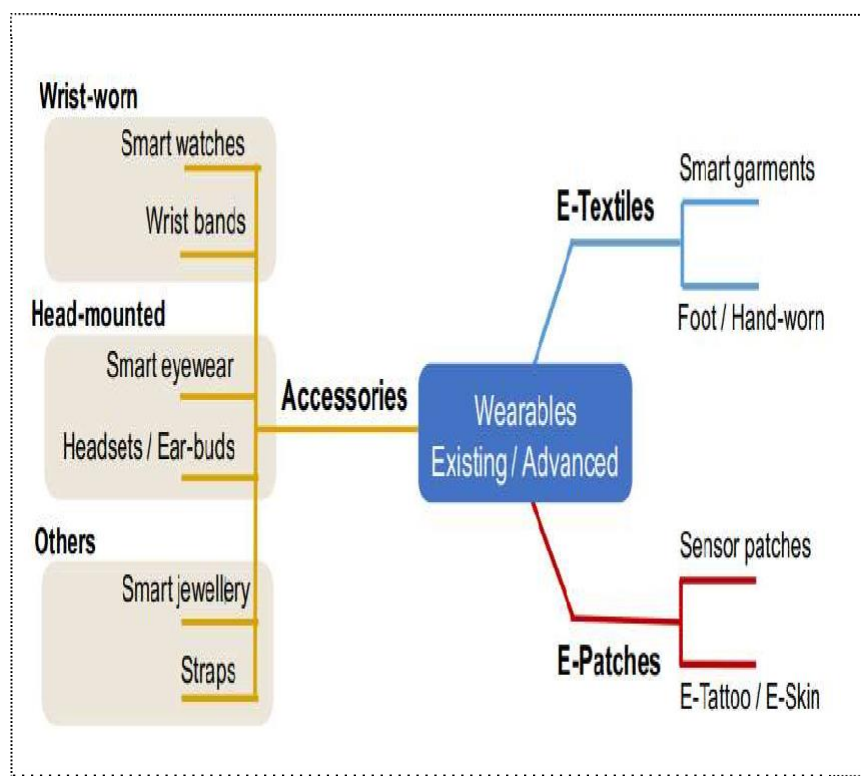 Wrist-worn
Smart watches
Wrist bands
Head-mounted
Smart eyewear
Headsets / Ear-buds
Others
Smart jewellery
Straps
Accessories
Wearables
Existing / Advanced
E-Textiles
Smart garments
Foot / Hand-worn
E-Patches
Sensor patches
E-Tattoo / E-Skin